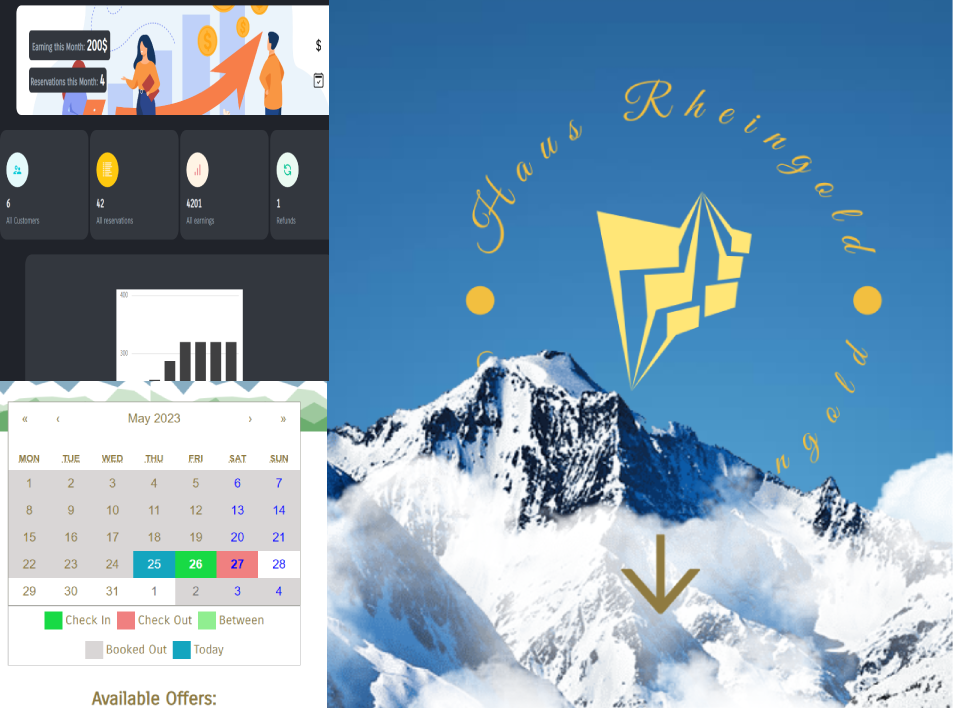 Earning this Month: 200$
$
Reservations this Month: 4
6
All Customers
42
All reservations
4201
All earnings
1
Refunds
400
300
« ‹ May 2023 › »
MON TUE WED THU FRI SAT SUN
1 2 3 4 5 6 7
8 9 10 11 12 13 14
15 16 17 18 19 20 21
22 23 24 25 26 27 28
29 30 31 1 2 3 4
Check In Check Out Between
Booked Out Today
Available Offers:
Haus Rheingold
ngold